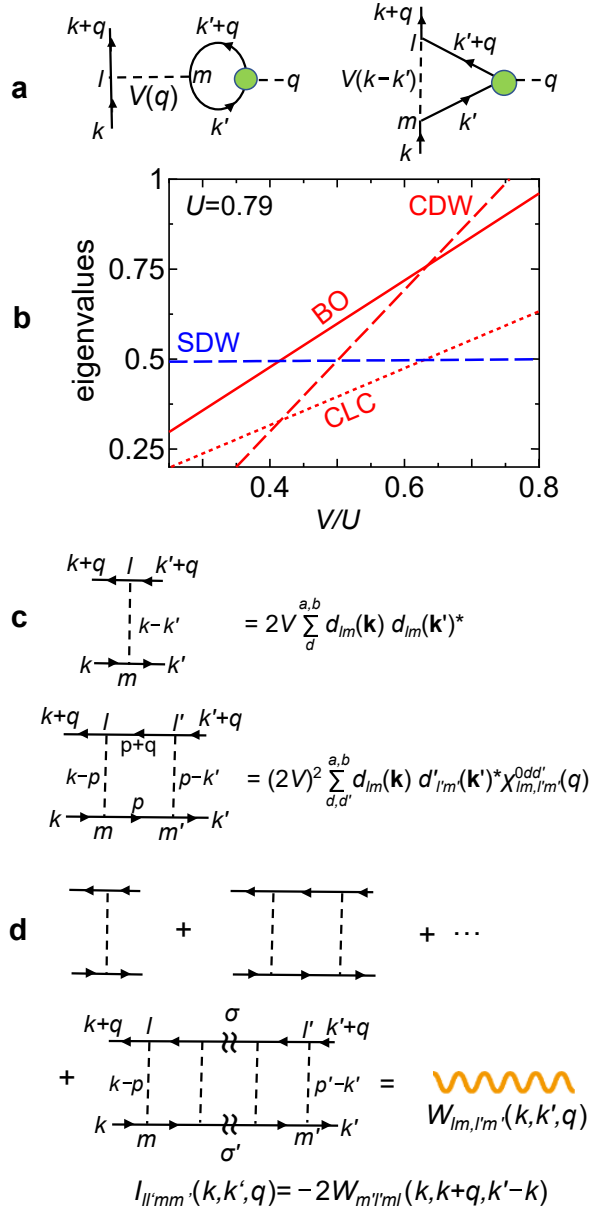 k+q
l
V(q)
m
k'+q
k'
q
k
a
k+q
l
k'+q
V(k−k')
m
k'
q
k
b
U=0.79
CDW
BO
SDW
CLC
eigenvalues
1
0.75
0.5
0.25
0.4
0.6
0.8
V/U
c
k+q l k'+q
k−k'
k m k'
= 2V ∑ a,b d d_lm(k) d_lm(k')*
k+q l l' k'+q
p+q
k−p p−k'
p
k m m' k'
= (2V)² ∑ a,b d,d' d_lm(k) d'_l'm'(k')* χ^0dd'_lm,l'm'(q)
d
+ + ···
σ
k+q l l' k'+q
+ k−p p'−k' =
k m m' k'
σ'
W_lm,l'm'(k,k',q)
I_ll'mm'(k,k',q)= −2W_m'l'ml(k,k+q,k'−k)